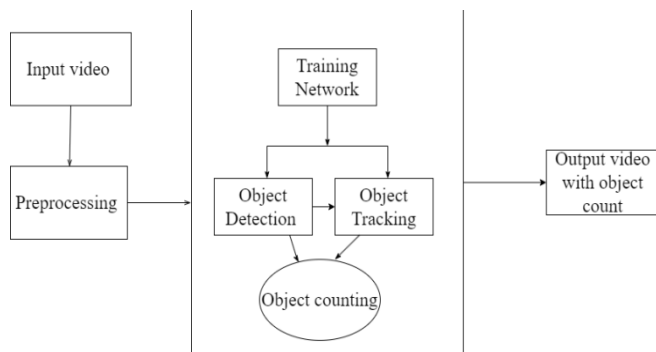 Input video
Preprocessing
Training
Network
Object
Detection
Object
Tracking
Object counting
Output video
with object
count